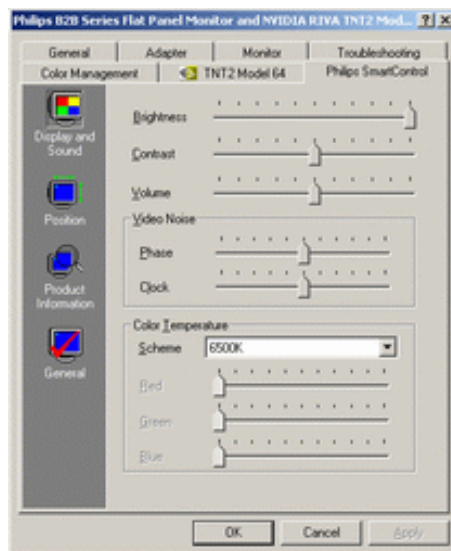 Philips B2B Series Flat Panel Monitor and NVIDIA RIVA TNT2 Mod...
General Adapter Monitor Troubleshooting
Color Management TNT2 Model 64 Philips SmartControl
Display and
Sound
Position
Product
Information
General
Brightness
Contrast
Volume
Video Noise
Phase
Clock
Color Temperature
Scheme 6500K
Red
Green
Blue
OK Cancel Apply